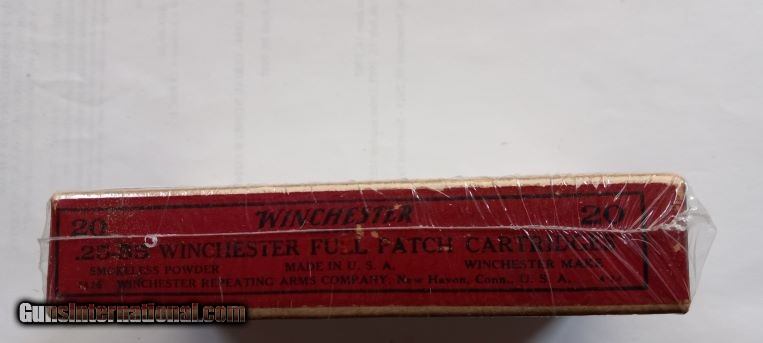 20 WINCHESTER 20
.25-35 WINCHESTER FULL PATCH CARTRIDGES
SMOKELESS POWDER MADE IN U. S. A. WINCHESTER MAKE
WINCHESTER REPEATING ARMS COMPANY, New Haven, Conn., U. S. A.
GunsInternational.com